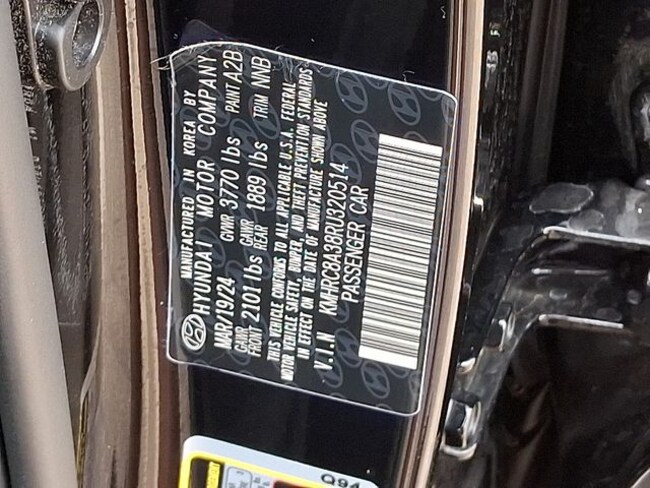 MANUFACTURED IN KOREA BY
HYUNDAI MOTOR COMPANY
MAR/19/24 GVWR 3770 lbs PAINT A2B
GAWR FRONT 2101 lbs GAWR REAR 1889 lbs TRIM NNB
THIS VEHICLE CONFORMS TO ALL APPLICABLE U.S.A. FEDERAL
MOTOR VEHICLE SAFETY, BUMPER, AND THEFT PREVENTION STANDARDS
IN EFFECT ON THE DATE OF MANUFACTURE SHOWN ABOVE
V.I.N KMHRC8A38RU320514
PASSENGER CAR
Q94